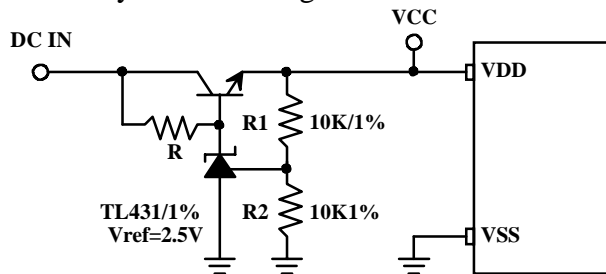 VCC
DC IN
VDD
R1 10K/1%
R
TL431/1% R2 10K1%
Vref=2.5V
VSS